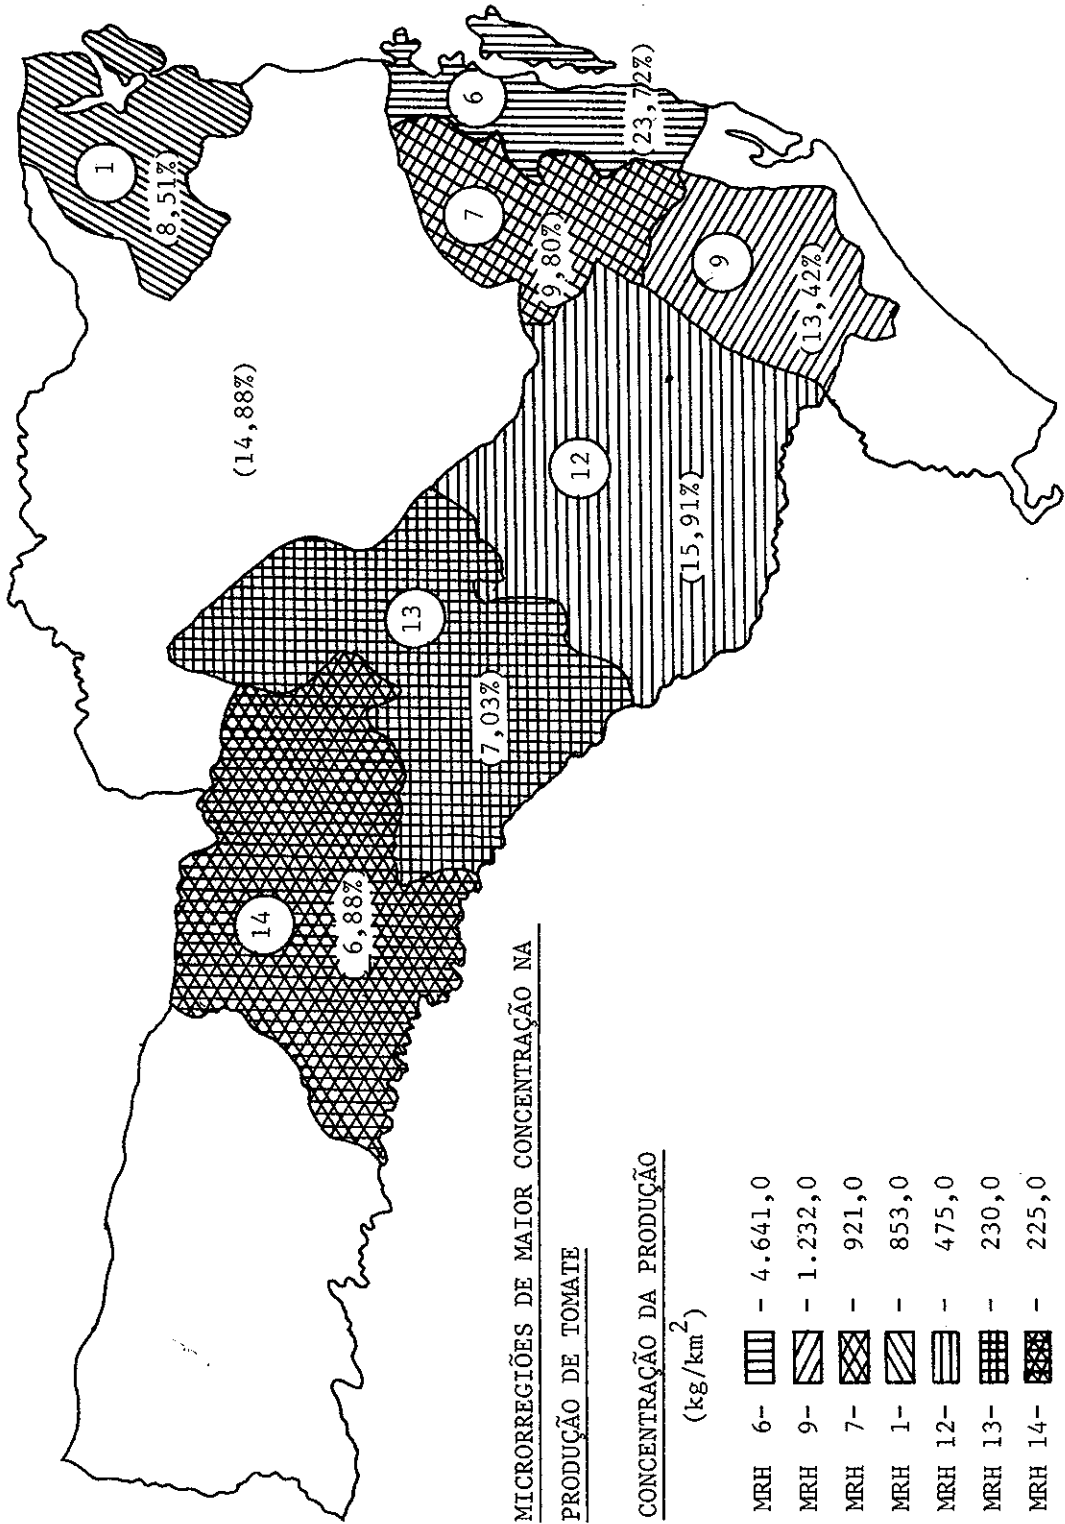 1
8,51%
(14,88%)
6
(23,72%)
7
9,80%
9
(13,42%)
12
(15,91%)
13
7,03%
14
6,88%
MICRORREGIÕES DE MAIOR CONCENTRAÇÃO NA
PRODUÇÃO DE TOMATE
CONCENTRAÇÃO DA PRODUÇÃO
(kg/km²)
MRH 6- - 4.641,0
MRH 9- - 1.232,0
MRH 7- - 921,0
MRH 1- - 853,0
MRH 12- - 475,0
MRH 13- - 230,0
MRH 14- - 225,0